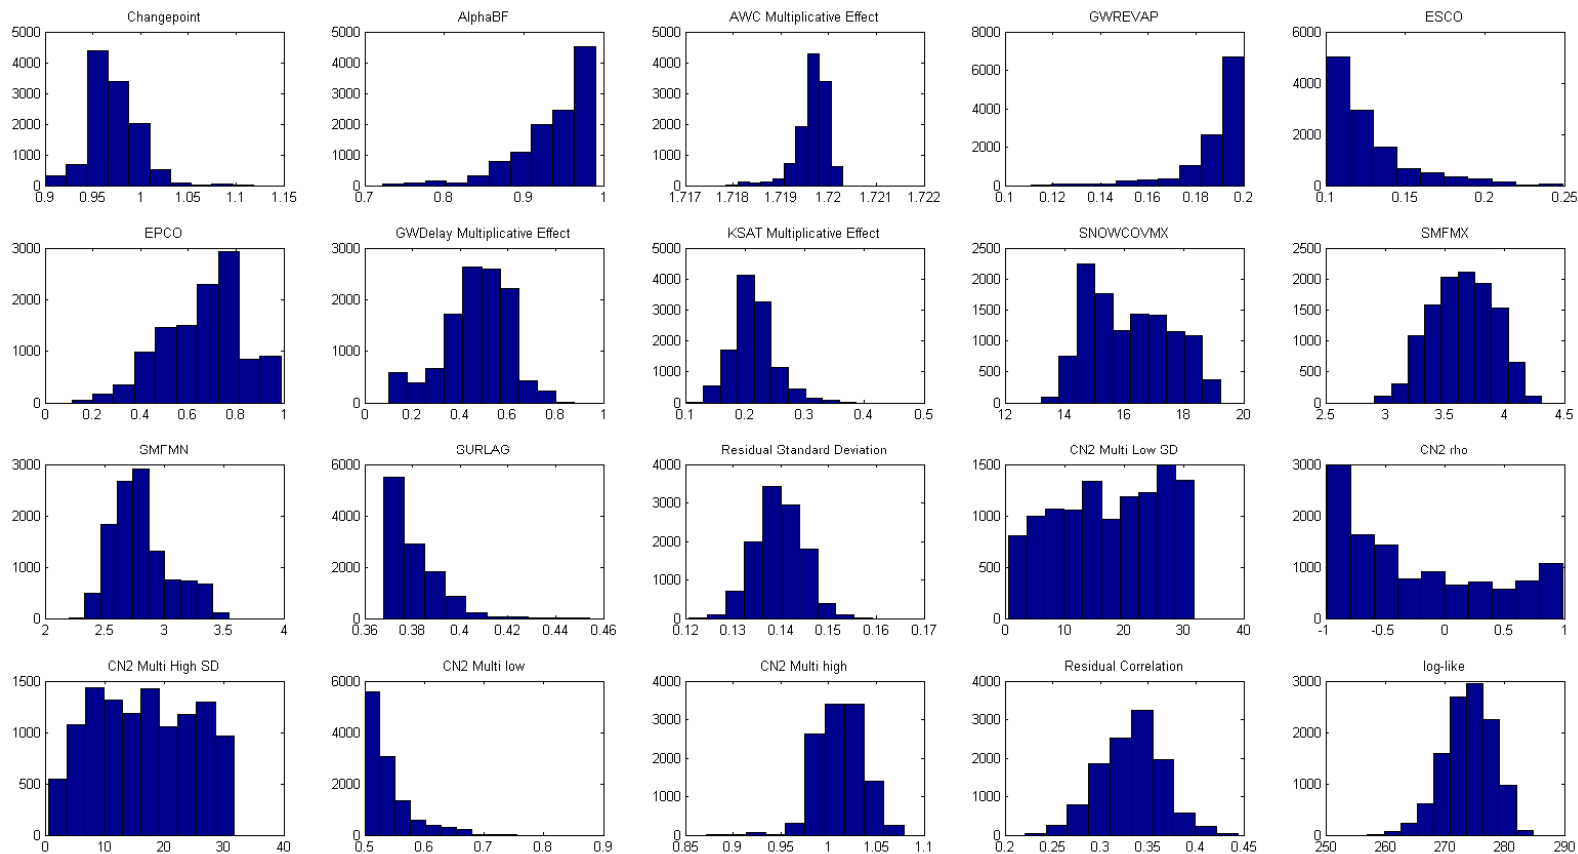 Changepoint
5000
4000
3000
2000
1000
0
0.9 0.95 1 1.05 1.1 1.15
AlphaBF
5000
4000
3000
2000
1000
0
0.7 0.8 0.9 1
AWC Multiplicative Effect
5000
4000
3000
2000
1000
0
1.717 1.718 1.719 1.72 1.721 1.722
GWREVAP
8000
6000
4000
2000
0
0.1 0.12 0.14 0.16 0.18 0.2
ESCO
6000
4000
2000
0
0.1 0.15 0.2 0.25
EPCO
3000
2000
1000
0
0 0.2 0.4 0.6 0.8 1
GWDelay Multiplicative Effect
3000
2000
1000
0
0 0.2 0.4 0.6 0.8 1
KSAT Multiplicative Effect
5000
4000
3000
2000
1000
0
0.1 0.2 0.3 0.4 0.5
SNOWCOVMX
2500
2000
1500
1000
500
0
12 14 16 18 20
SMFMX
2500
2000
1500
1000
500
0
2.5 3 3.5 4 4.5
SMFMN
3000
2000
1000
0
2 2.5 3 3.5 4
SURLAG
6000
4000
2000
0
0.36 0.38 0.4 0.42 0.44 0.46
Residual Standard Deviation
4000
3000
2000
1000
0
0.12 0.13 0.14 0.15 0.16 0.17
CN2 Multi Low SD
1500
1000
500
0
0 10 20 30 40
CN2 rho
3000
2000
1000
0
-1 -0.5 0 0.5 1
CN2 Multi High SD
1500
1000
500
0
0 10 20 30 40
CN2 Multi low
6000
4000
2000
0
0.5 0.6 0.7 0.8 0.9
CN2 Multi high
4000
3000
2000
1000
0
0.85 0.9 0.95 1 1.05 1.1
Residual Correlation
4000
3000
2000
1000
0
0.2 0.25 0.3 0.35 0.4 0.45
log-like
3000
2000
1000
0
250 260 270 280 290